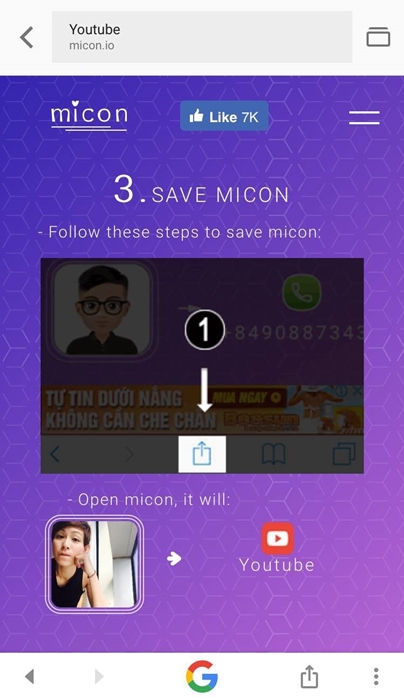 Youtube
micon.io
micon
Like 7K
3. SAVE MICON
- Follow these steps to save micon:
1
+8490887343
TỰ TIN DƯỚI NẮNG
KHÔNG CẦN CHE CHẮN
MUA NGAY
- Open micon, it will:
Youtube